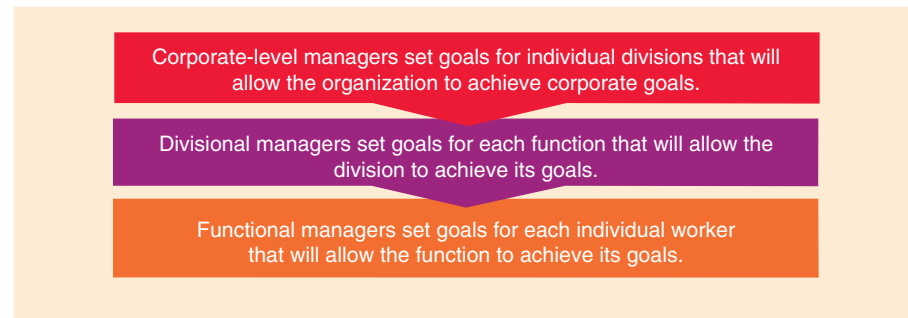 Corporate-level managers set goals for individual divisions that will
allow the organization to achieve corporate goals.
Divisional managers set goals for each function that will allow the
division to achieve its goals.
Functional managers set goals for each individual worker
that will allow the function to achieve its goals.